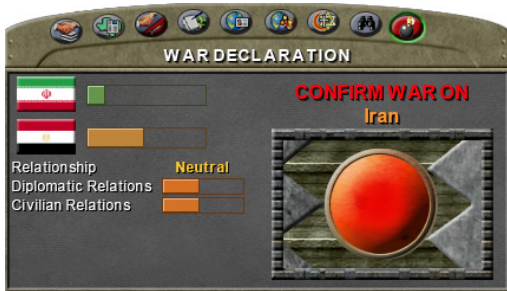 WAR DECLARATION
CONFIRM WAR ON
Iran
Relationship Neutral
Diplomatic Relations
Civilian Relations